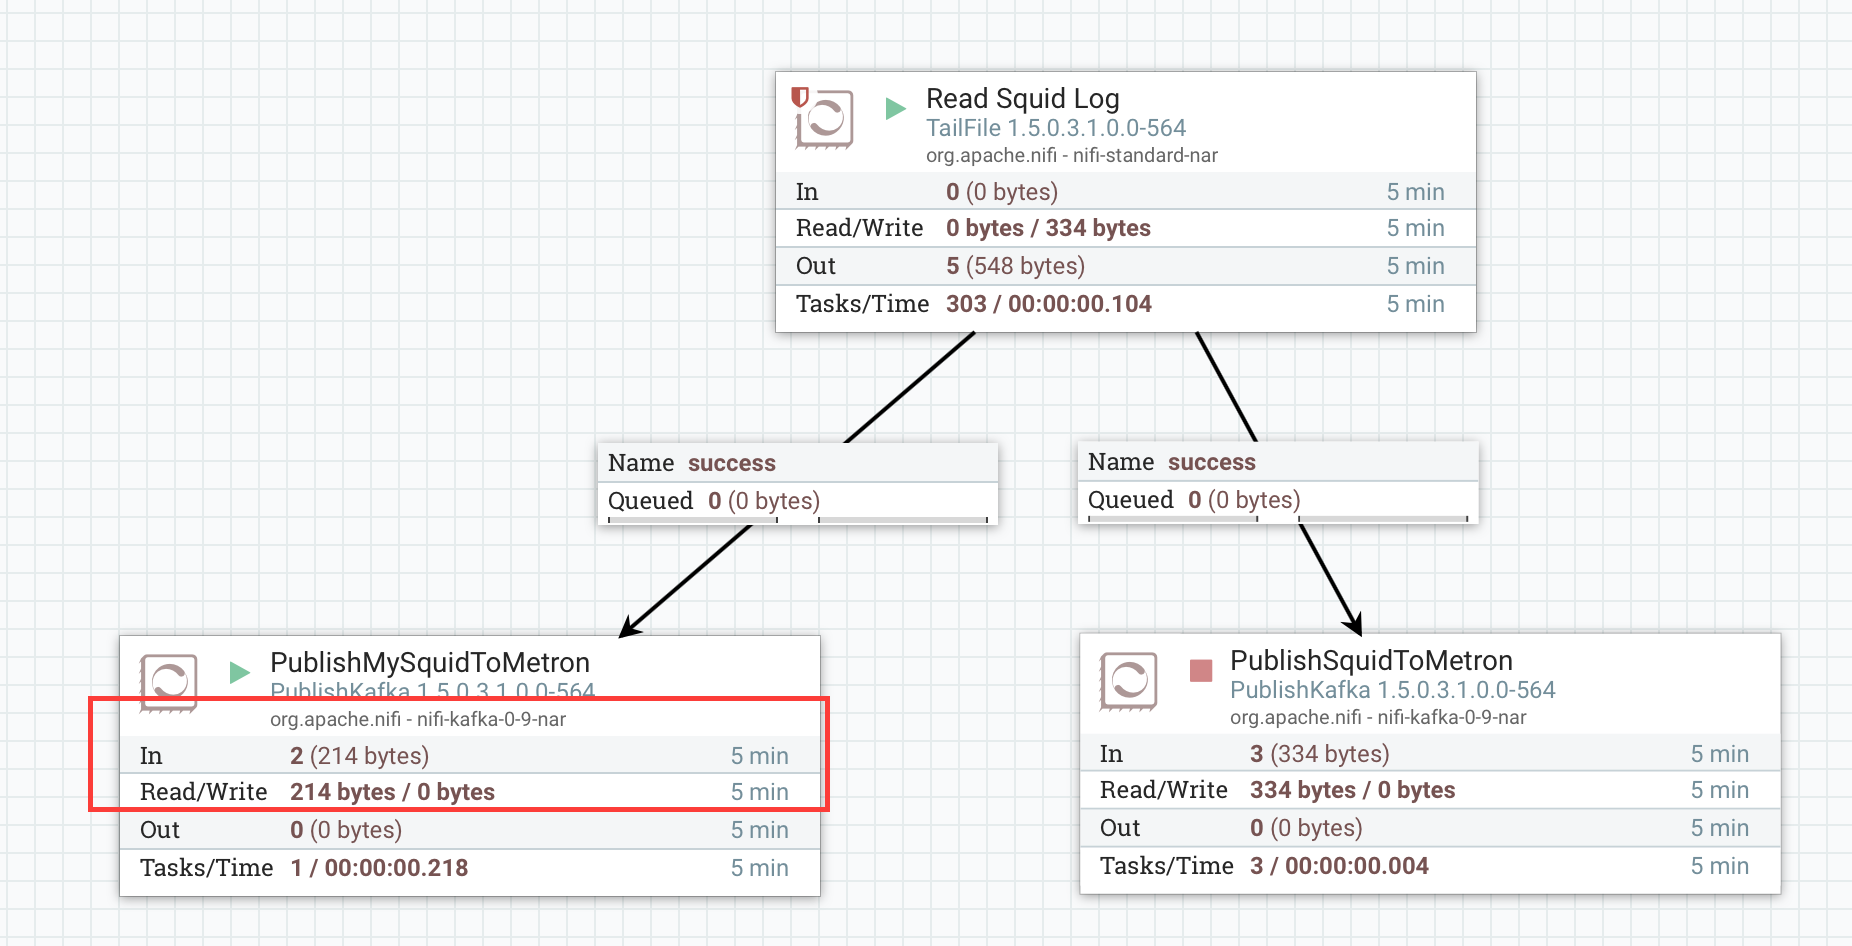 Read Squid Log
TailFile 1.5.0.3.1.0.0-564
org.apache.nifi - nifi-standard-nar
In 0 (0 bytes) 5 min
Read/Write 0 bytes / 334 bytes 5 min
Out 5 (548 bytes) 5 min
Tasks/Time 303 / 00:00:00.104 5 min
Name success
Queued 0 (0 bytes)
Name success
Queued 0 (0 bytes)
PublishMySquidToMetron
PublishKafka 1.5.0.3.1.0.0-564
org.apache.nifi - nifi-kafka-0-9-nar
In 2 (214 bytes) 5 min
Read/Write 214 bytes / 0 bytes 5 min
Out 0 (0 bytes) 5 min
Tasks/Time 1 / 00:00:00.218 5 min
PublishSquidToMetron
PublishKafka 1.5.0.3.1.0.0-564
org.apache.nifi - nifi-kafka-0-9-nar
In 3 (334 bytes) 5 min
Read/Write 334 bytes / 0 bytes 5 min
Out 0 (0 bytes) 5 min
Tasks/Time 3 / 00:00:00.004 5 min